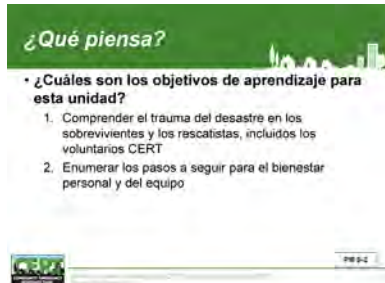 ¿Qué piensa?
• ¿Cuáles son los objetivos de aprendizaje para
esta unidad?
1. Comprender el trauma del desastre en los
sobrevivientes y los rescatistas, incluidos los
voluntarios CERT
2. Enumerar los pasos a seguir para el bienestar
personal y del equipo
CERT